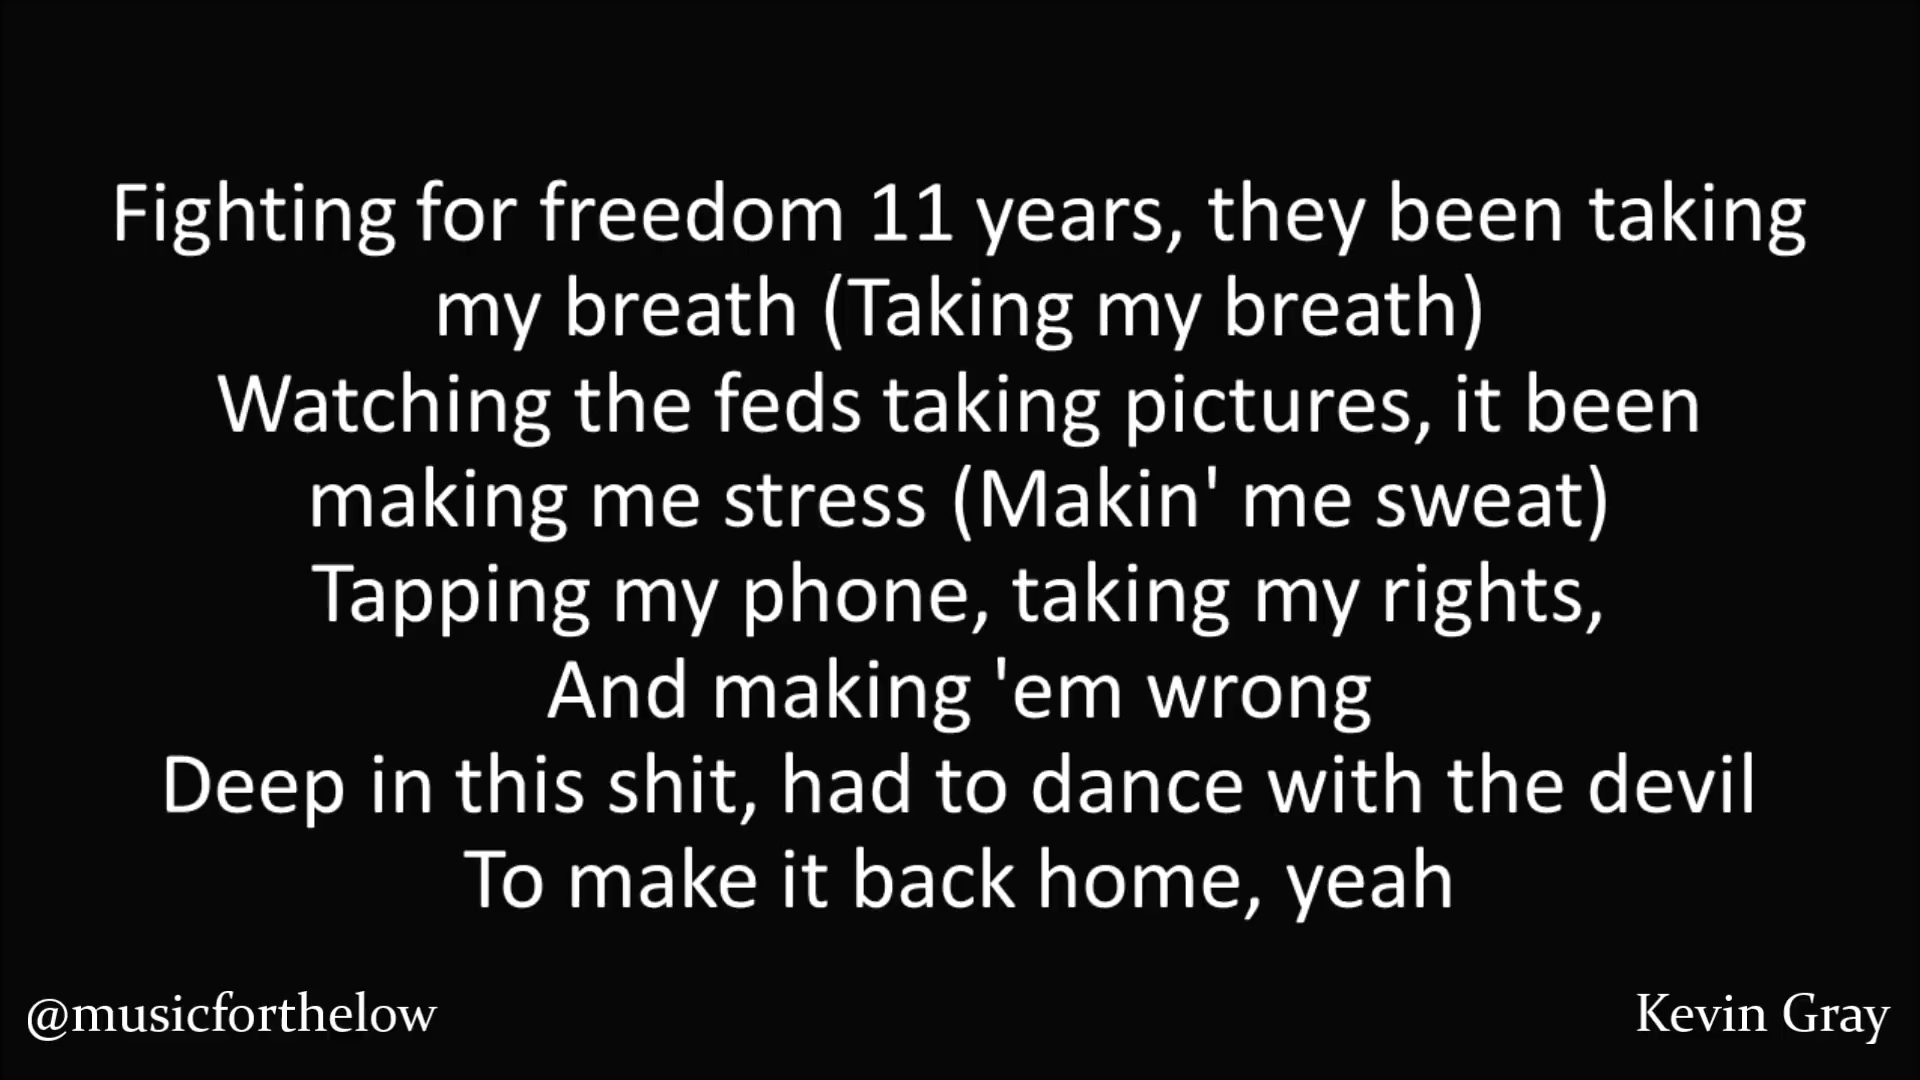 Fighting for freedom 11 years, they been taking
my breath (Taking my breath)
Watching the feds taking pictures, it been
making me stress (Makin' me sweat)
Tapping my phone, taking my rights,
And making 'em wrong
Deep in this shit, had to dance with the devil
To make it back home, yeah
@musicforthelow
Kevin Gray